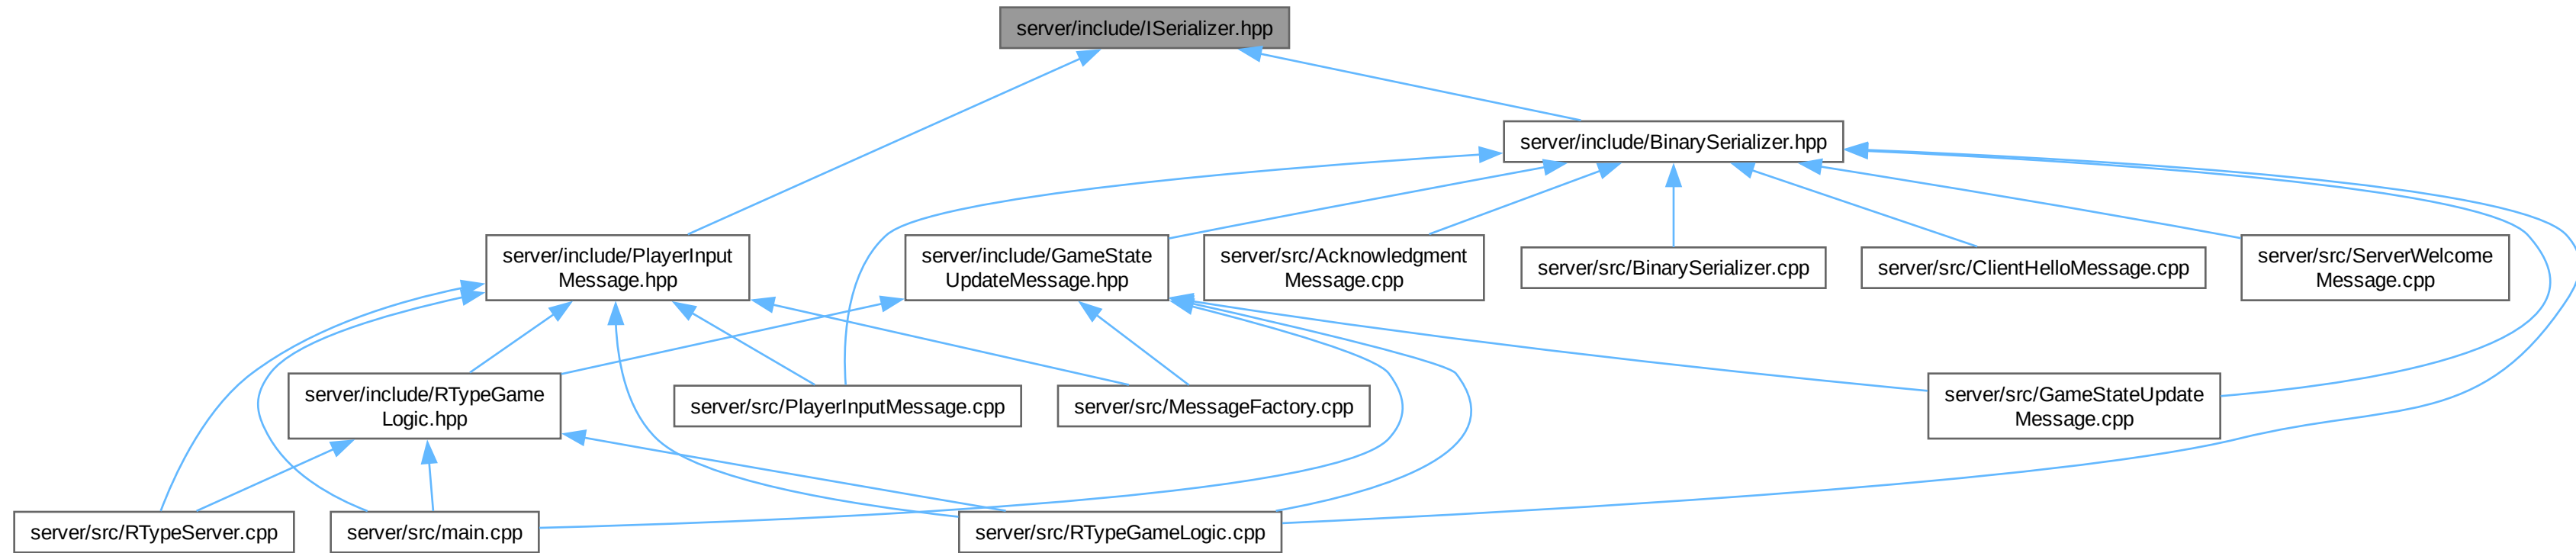 server/include/ISerializer.hpp
server/include/BinarySerializer.hpp
server/include/PlayerInput
Message.hpp
server/include/GameState
UpdateMessage.hpp
server/src/Acknowledgment
Message.cpp
server/src/BinarySerializer.cpp
server/src/ClientHelloMessage.cpp
server/src/ServerWelcome
Message.cpp
server/include/RTypeGame
Logic.hpp
server/src/PlayerInputMessage.cpp
server/src/MessageFactory.cpp
server/src/GameStateUpdate
Message.cpp
server/src/RTypeServer.cpp
server/src/main.cpp
server/src/RTypeGameLogic.cpp